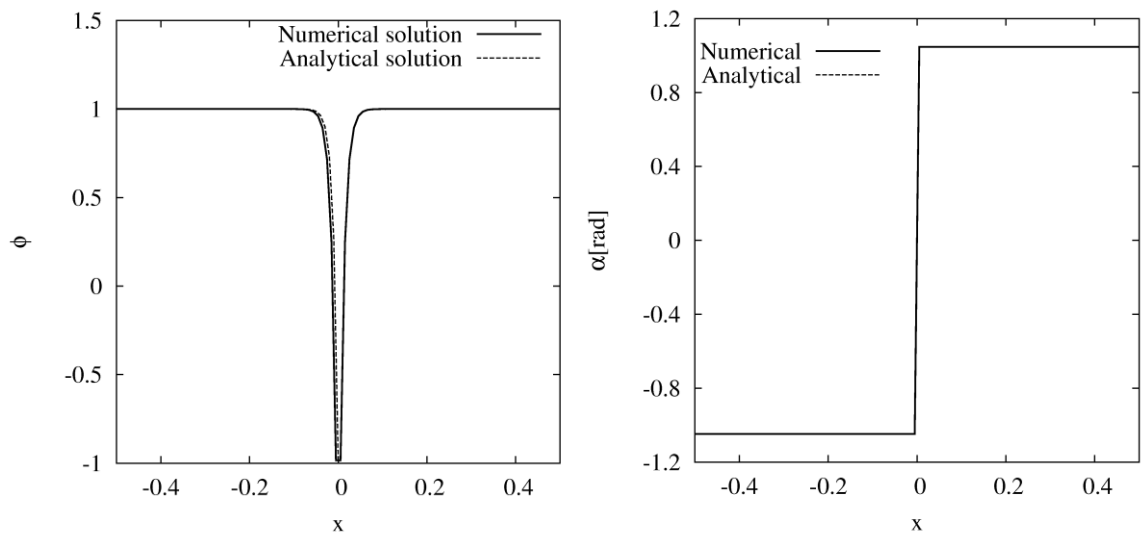 1.5
Numerical solution
Analytical solution
1
0.5
ϕ
0
-0.5
-1
-0.4
-0.2
0
0.2
0.4
x
1.2
Numerical
Analytical
0.8
0.4
α[rad]
0
-0.4
-0.8
-1.2
-0.4
-0.2
0
0.2
0.4
x